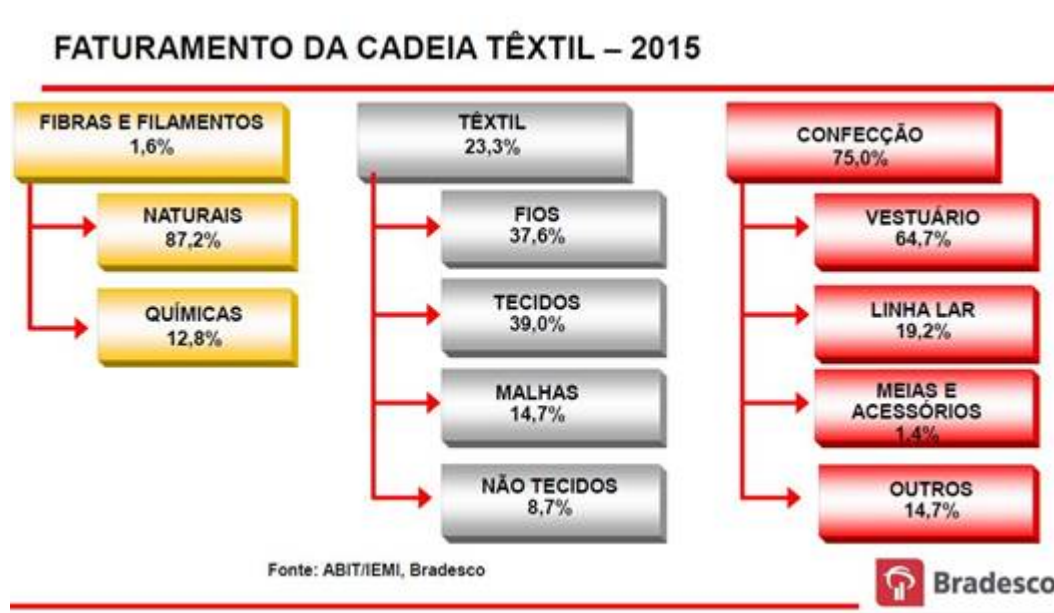 FATURAMENTO DA CADEIA TÊXTIL – 2015
FIBRAS E FILAMENTOS
1,6%
NATURAIS
87,2%
QUÍMICAS
12,8%
TÊXTIL
23,3%
FIOS
37,6%
TECIDOS
39,0%
MALHAS
14,7%
NÃO TECIDOS
8,7%
CONFECÇÃO
75,0%
VESTUÁRIO
64,7%
LINHA LAR
19,2%
MEIAS E
ACESSÓRIOS
1.4%
OUTROS
14,7%
Fonte: ABIT/IEMI, Bradesco
Bradesco